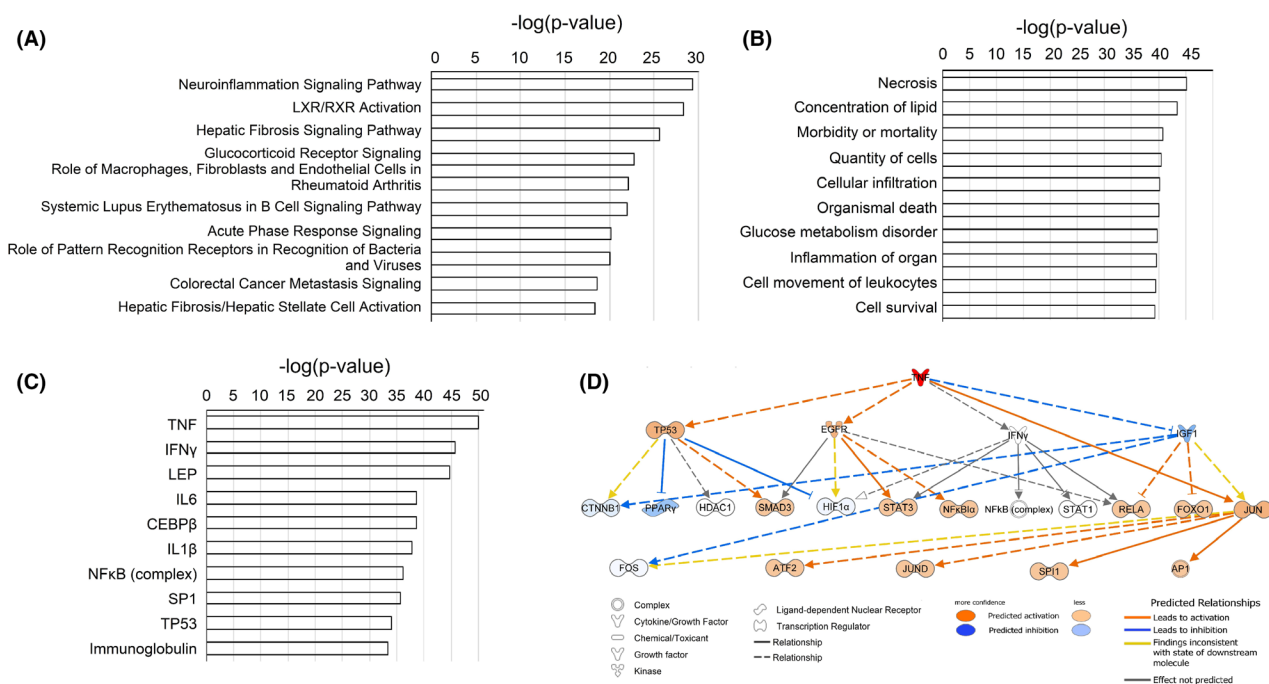 (A)
-log(p-value)
0 5 10 15 20 25 30
Neuroinflammation Signaling Pathway
LXR/RXR Activation
Hepatic Fibrosis Signaling Pathway
Glucocorticoid Receptor Signaling
Role of Macrophages, Fibroblasts and Endothelial Cells in
Rheumatoid Arthritis
Systemic Lupus Erythematosus in B Cell Signaling Pathway
Acute Phase Response Signaling
Role of Pattern Recognition Receptors in Recognition of Bacteria
and Viruses
Colorectal Cancer Metastasis Signaling
Hepatic Fibrosis/Hepatic Stellate Cell Activation
(B)
-log(p-value)
0 5 10 15 20 25 30 35 40 45
Necrosis
Concentration of lipid
Morbidity or mortality
Quantity of cells
Cellular infiltration
Organismal death
Glucose metabolism disorder
Inflammation of organ
Cell movement of leukocytes
Cell survival
(C)
-log(p-value)
0 5 10 15 20 25 30 35 40 45 50
TNF
IFNγ
LEP
IL6
CEBPβ
IL1β
NFκB (complex)
SP1
TP53
Immunoglobulin
(D)
TNF
TP53 EGFR IFNγ IGF1
CTNNB1 PPARγ HDAC1 SMAD3 HIF1α STAT3 NFκBIα NFkB (complex) STAT1 RELA FOXO1 JUN
FOS ATF2 JUND SPI1 AP1
Complex
Cytokine/Growth Factor
Chemical/Toxicant
Growth factor
Kinase
Ligand-dependent Nuclear Receptor
Transcription Regulator
Relationship
Relationship
more confidence less
Predicted activation
Predicted inhibition
Predicted Relationships
Leads to activation
Leads to inhibition
Findings inconsistent
with state of downstream
molecule
Effect not predicted